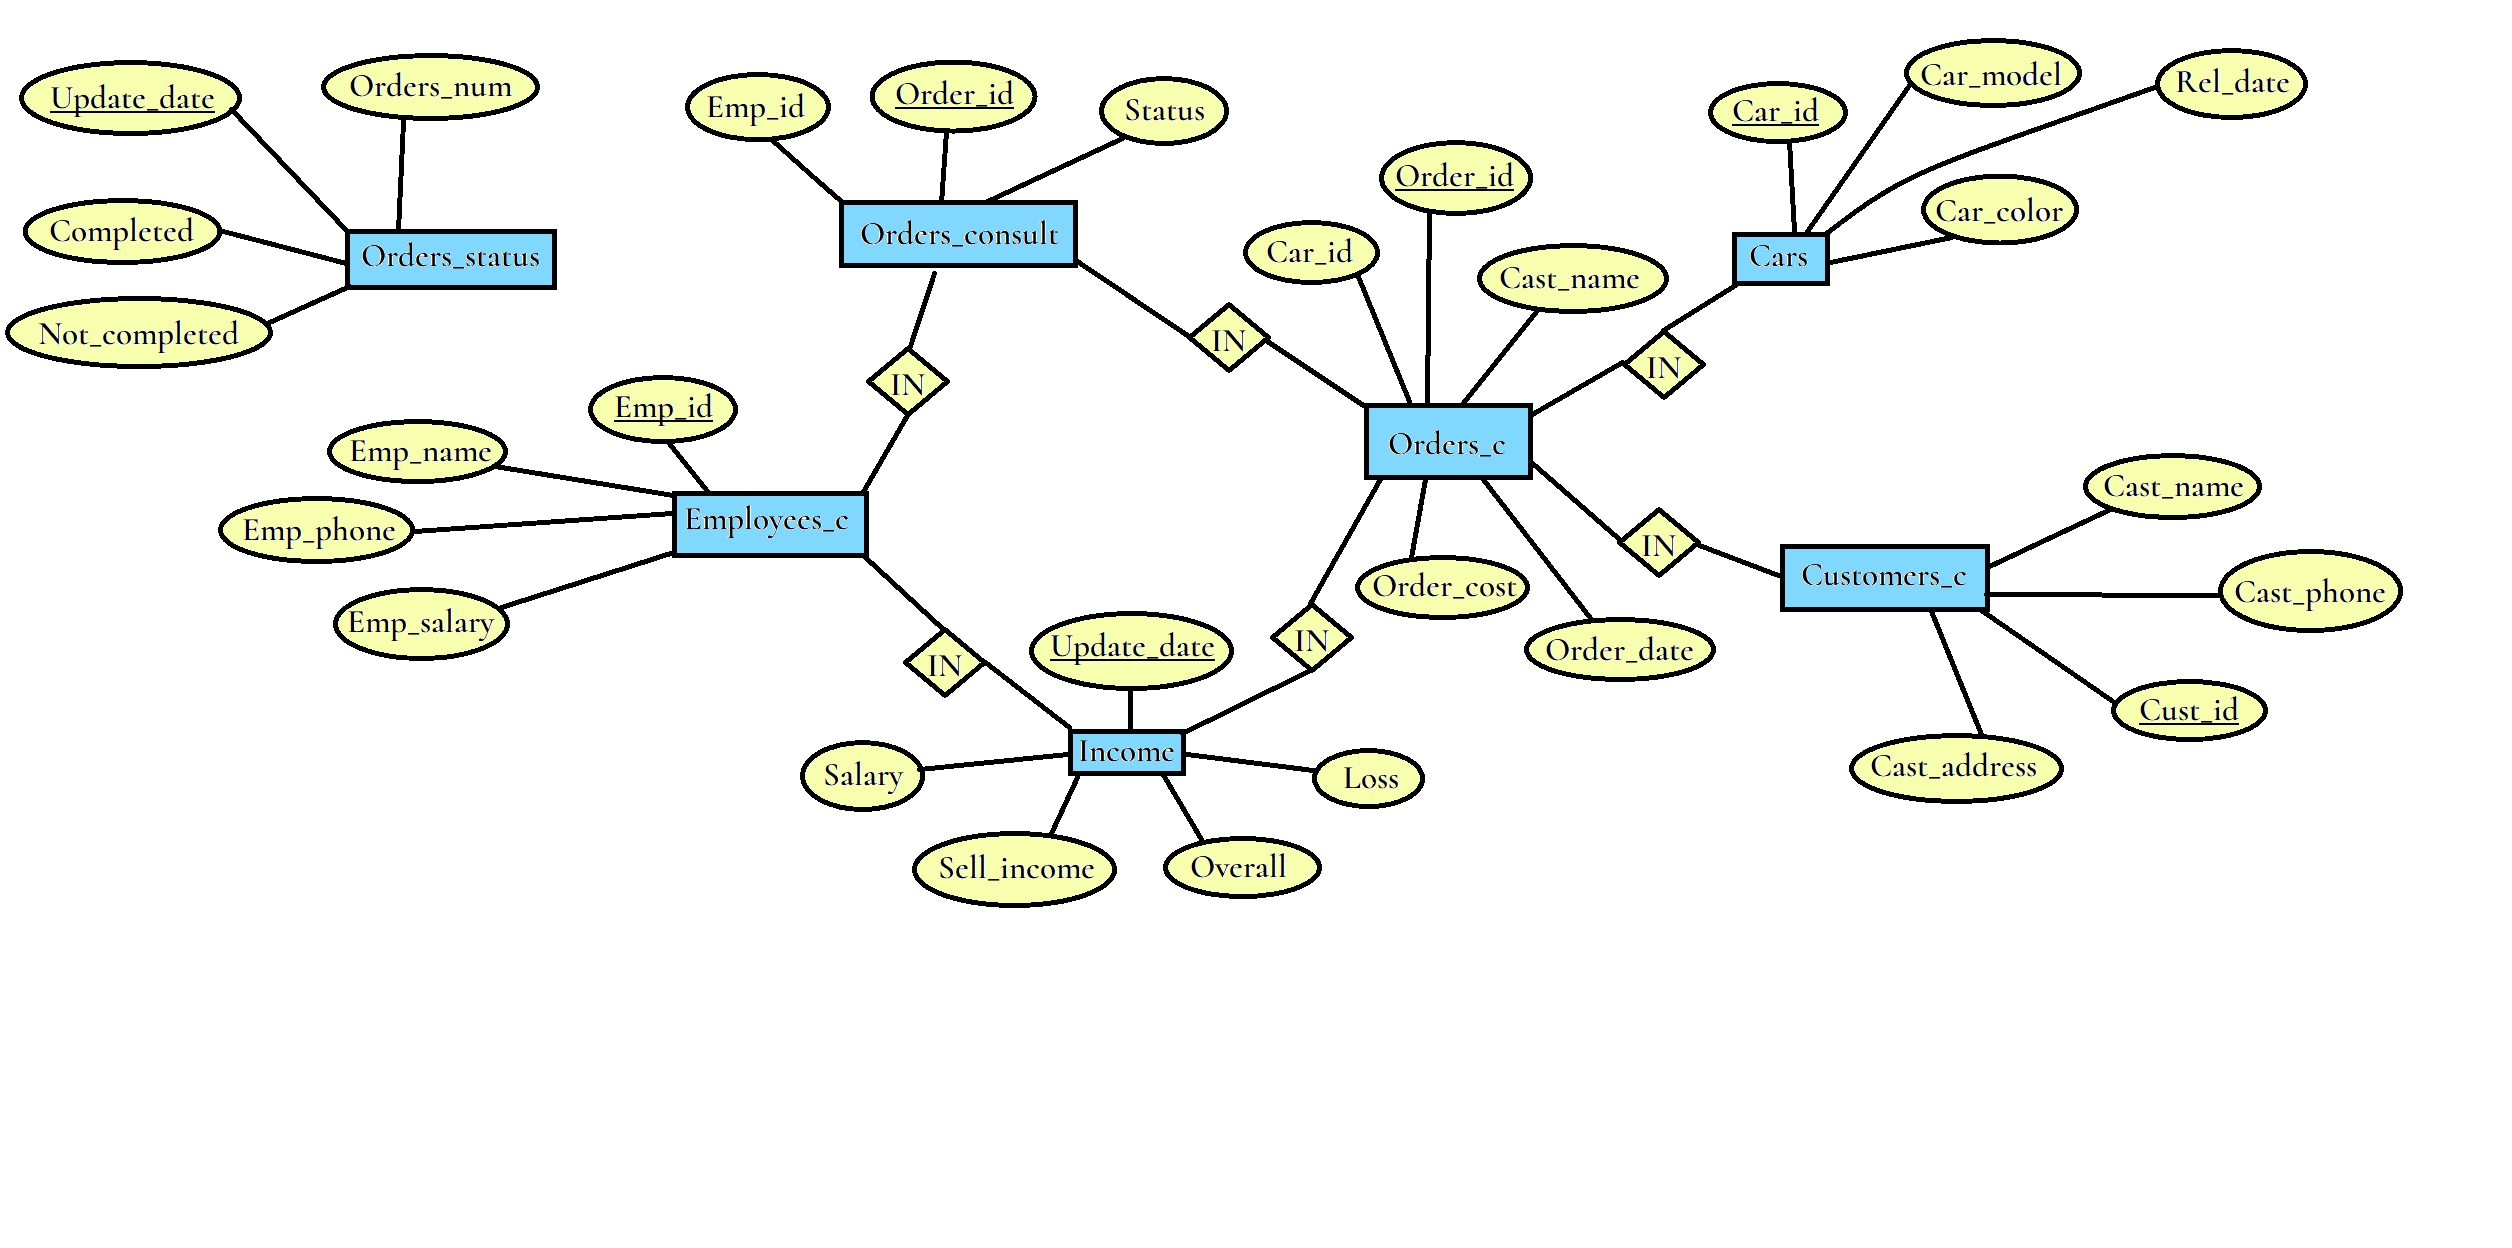 Update_date
Orders_num
Completed
Orders_status
Not_completed
Emp_id
Order_id
Status
Orders_consult
IN
IN
Order_id
Car_id
Cast_name
Orders_c
Car_id
Car_model
Rel_date
Car_color
Cars
IN
Emp_id
Emp_name
Emp_phone
Employees_c
Emp_salary
IN
Update_date
IN
Order_cost
Order_date
IN
Customers_c
Cast_name
Cast_phone
Cust_id
Cast_address
Income
Salary
Loss
Sell_income
Overall